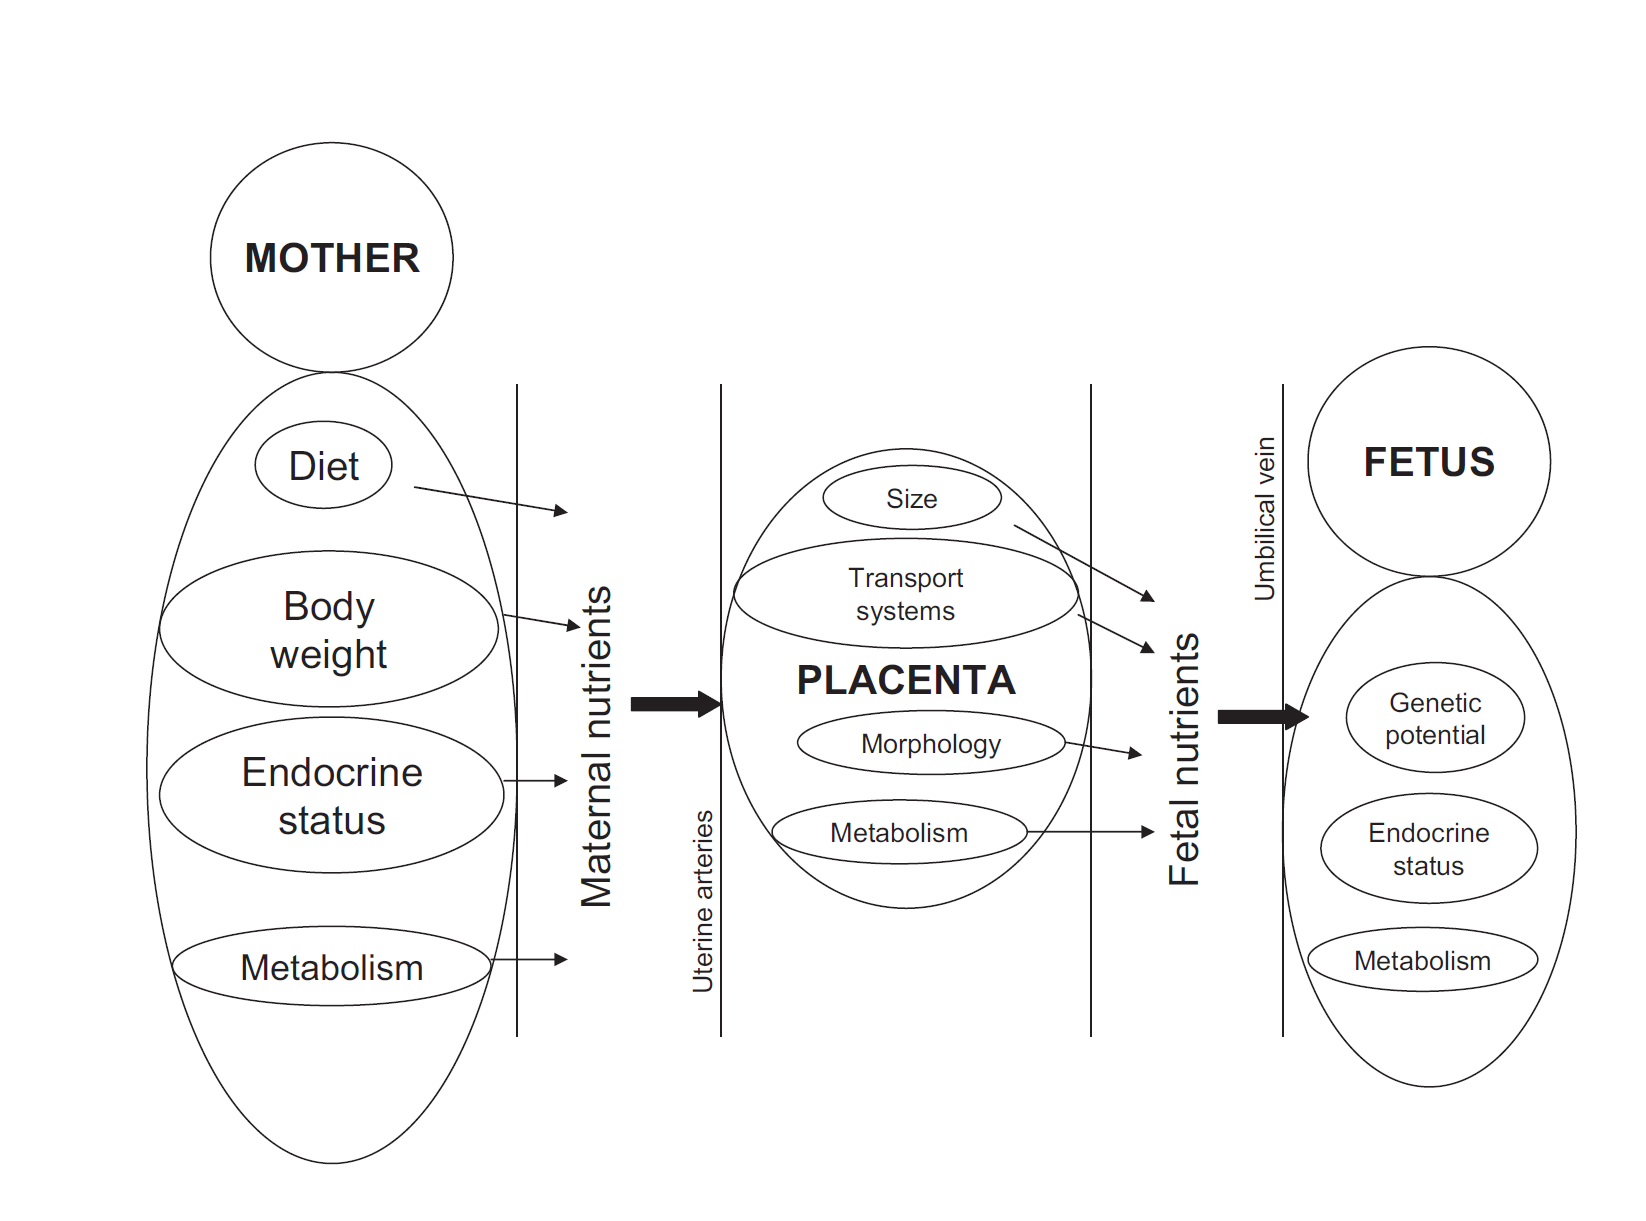 MOTHER
Diet
Body
weight
Endocrine
status
Metabolism
Maternal nutrients
Uterine arteries
Size
Transport
systems
PLACENTA
Morphology
Metabolism
Fetal nutrients
Umbilical vein
FETUS
Genetic
potential
Endocrine
status
Metabolism